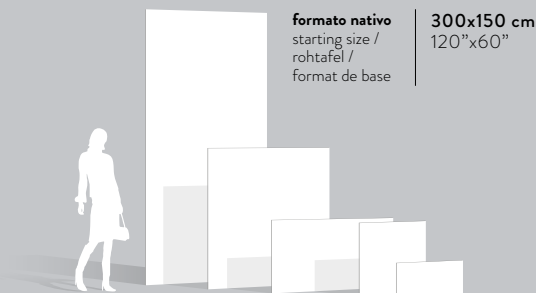 formato nativo
starting size /
rohtafel /
format de base
300x150 cm
120”x60”